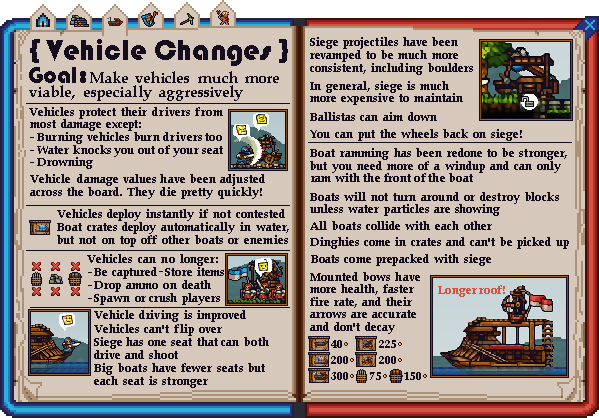 { Vehicle Changes }
Goal: Make vehicles much more
viable, especially aggressively
Vehicles protect their drivers from
most damage except:
- Burning vehicles burn drivers too
- Water knocks you out of your seat
- Drowning
Vehicle damage values have been adjusted
across the board. They die pretty quickly!
Vehicles deploy instantly if not contested
Boat crates deploy automatically in water,
but not on top off other boats or enemies
Vehicles can no longer:
-Be captured -Store items
-Drop ammo on death
-Spawn or crush players
Vehicle driving is improved
Vehicles can't flip over
Siege has one seat that can both
drive and shoot
Big boats have fewer seats but
each seat is stronger
Siege projectiles have been
revamped to be much more
consistent, including boulders
In general, siege is much
more expensive to maintain
Ballistas can aim down
You can put the wheels back on siege!
Boat ramming has been redone to be stronger,
but you need more of a windup and can only
ram with the front of the boat
Boats will not turn around or destroy blocks
unless water particles are showing
All boats collide with each other
Dinghies come in crates and can't be picked up
Boats come prepacked with siege
Mounted bows have
more health, faster
fire rate, and their
arrows are accurate
and don't decay
Longer roof!
40 225
200 200
300 75 150